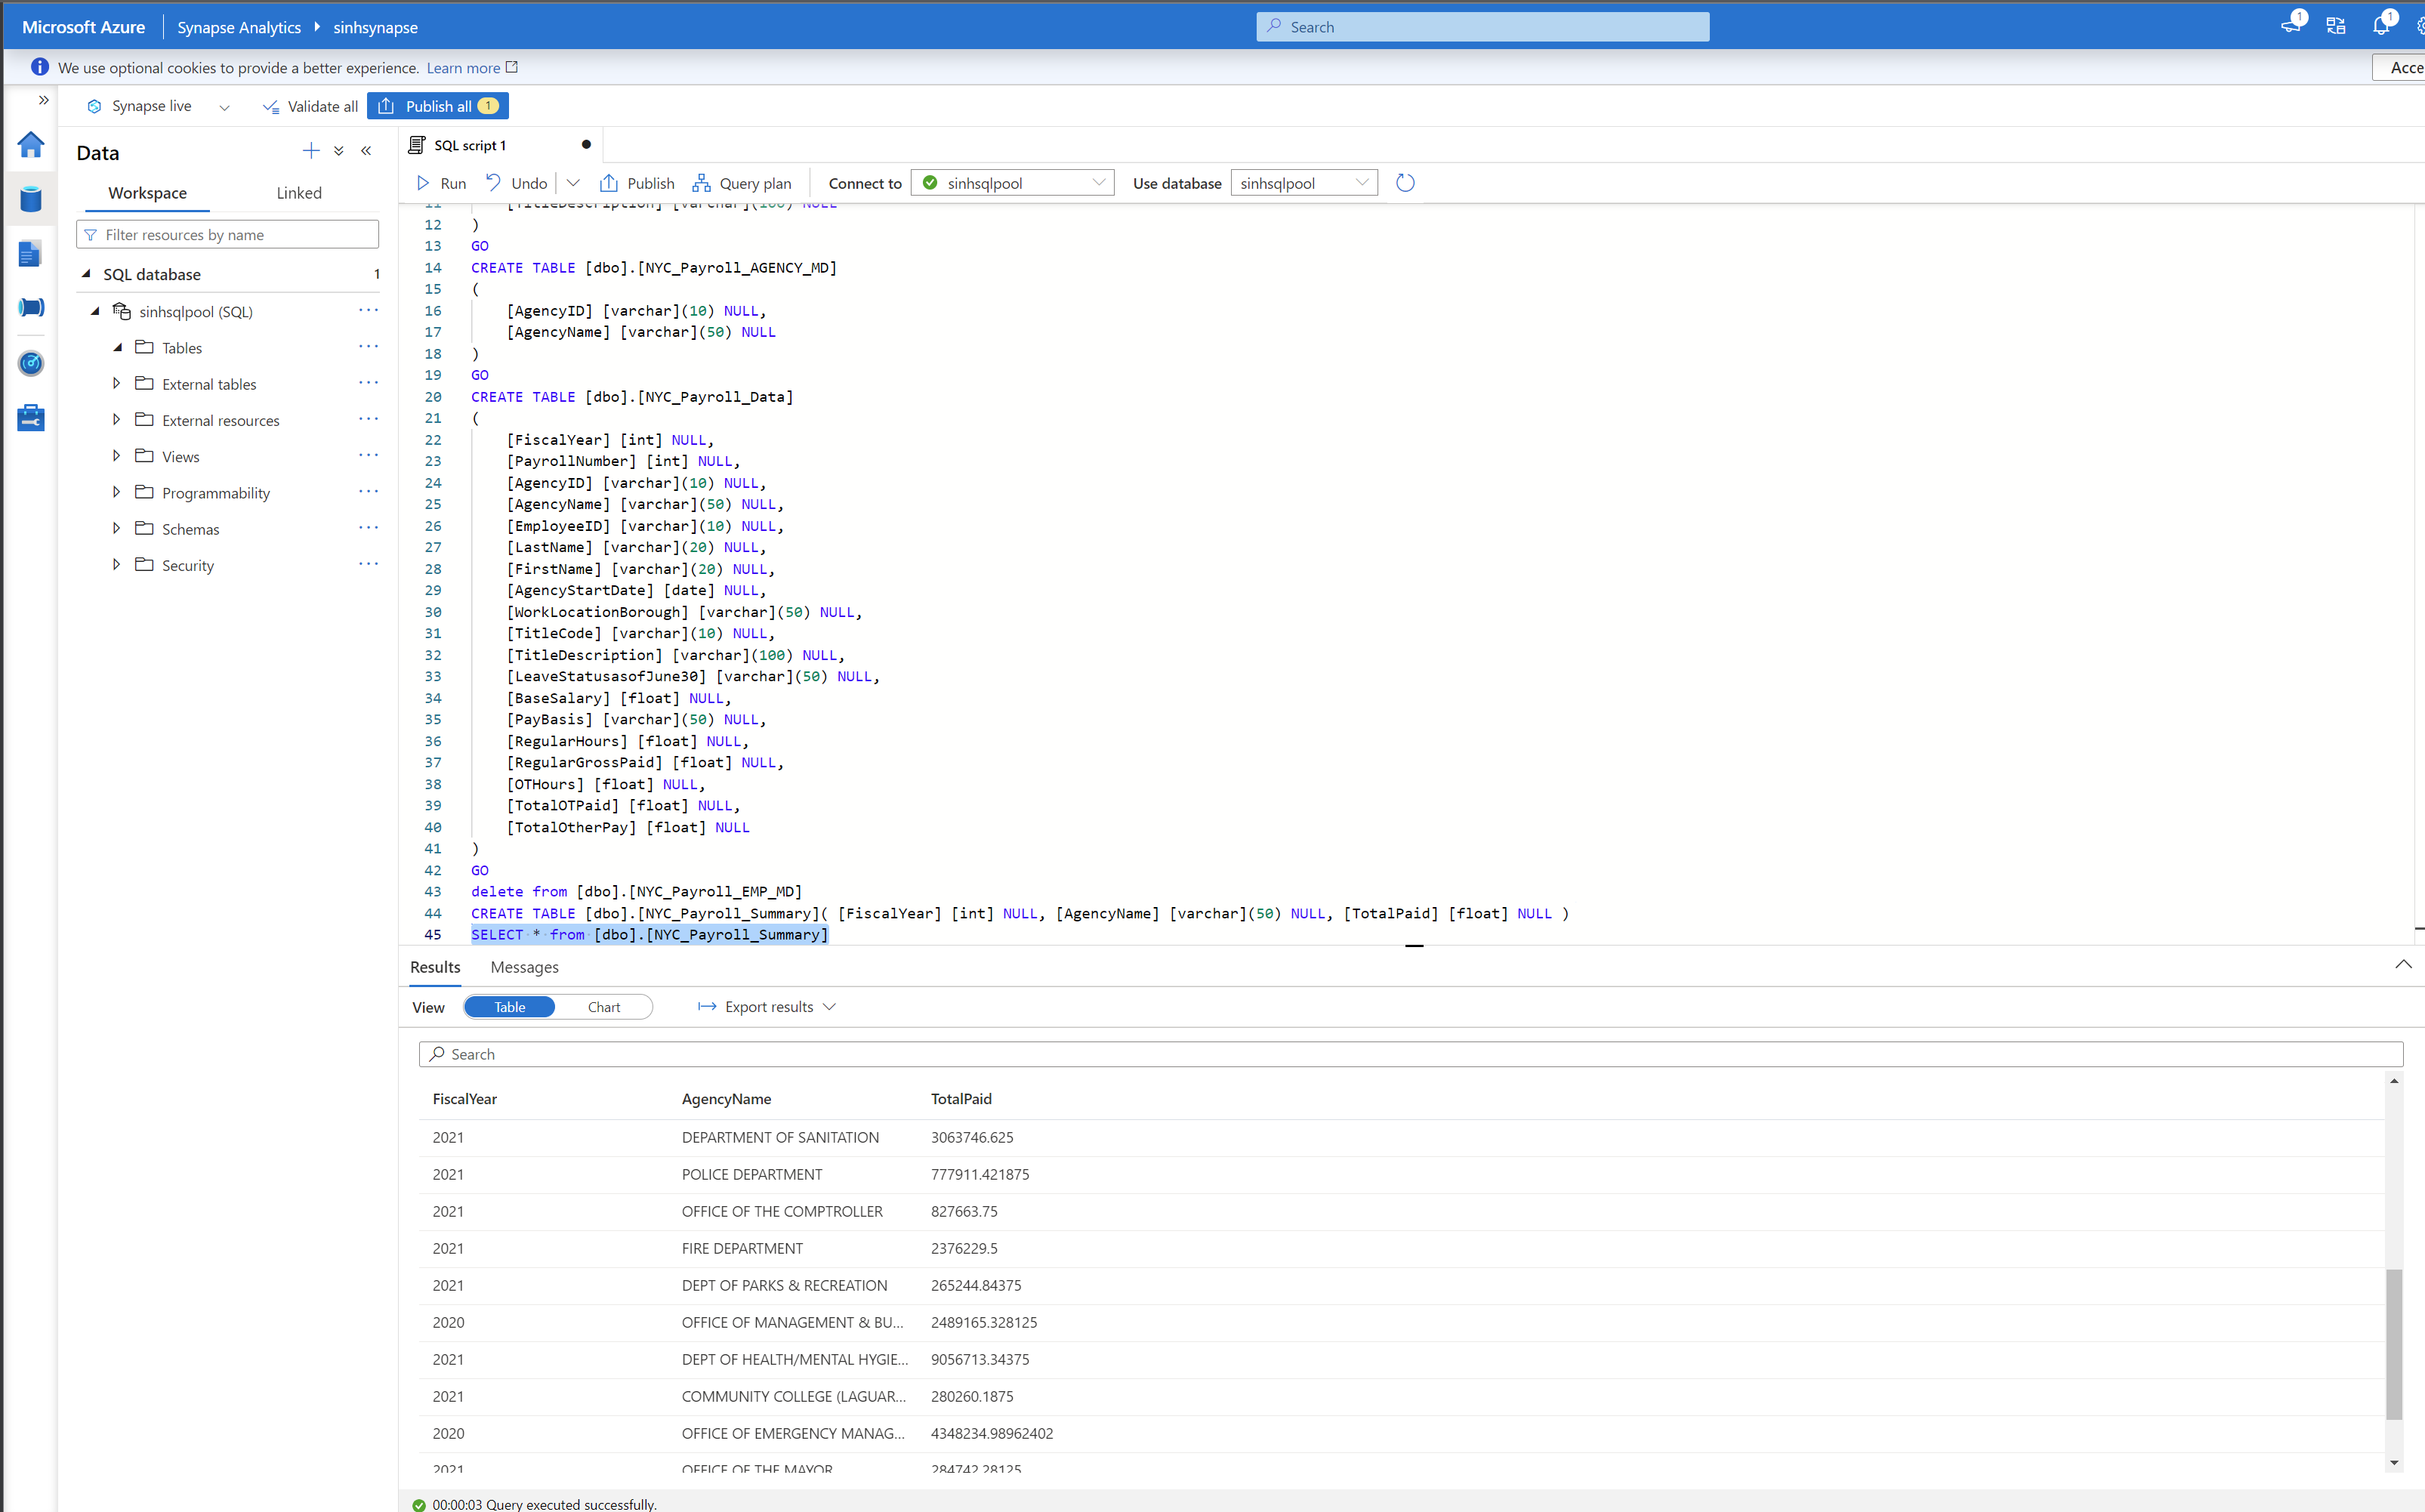 Microsoft Azure Synapse Analytics sinhsynapse Search 1 1
We use optional cookies to provide a better experience. Learn more Acce
Synapse live Validate all Publish all 1
Data
Workspace Linked
Filter resources by name
SQL database 1
sinhsqlpool (SQL)
Tables
External tables
External resources
Views
Programmability
Schemas
Security
SQL script 1
Run Undo Publish Query plan Connect to sinhsqlpool Use database sinhsqlpool
11 [TitleDescription] [varchar](100) NULL
12 )
13 GO
14 CREATE TABLE [dbo].[NYC_Payroll_AGENCY_MD]
15 (
16 [AgencyID] [varchar](10) NULL,
17 [AgencyName] [varchar](50) NULL
18 )
19 GO
20 CREATE TABLE [dbo].[NYC_Payroll_Data]
21 (
22 [FiscalYear] [int] NULL,
23 [PayrollNumber] [int] NULL,
24 [AgencyID] [varchar](10) NULL,
25 [AgencyName] [varchar](50) NULL,
26 [EmployeeID] [varchar](10) NULL,
27 [LastName] [varchar](20) NULL,
28 [FirstName] [varchar](20) NULL,
29 [AgencyStartDate] [date] NULL,
30 [WorkLocationBorough] [varchar](50) NULL,
31 [TitleCode] [varchar](10) NULL,
32 [TitleDescription] [varchar](100) NULL,
33 [LeaveStatusasofJune30] [varchar](50) NULL,
34 [BaseSalary] [float] NULL,
35 [PayBasis] [varchar](50) NULL,
36 [RegularHours] [float] NULL,
37 [RegularGrossPaid] [float] NULL,
38 [OTHours] [float] NULL,
39 [TotalOTPaid] [float] NULL,
40 [TotalOtherPay] [float] NULL
41 )
42 GO
43 delete from [dbo].[NYC_Payroll_EMP_MD]
44 CREATE TABLE [dbo].[NYC_Payroll_Summary]( [FiscalYear] [int] NULL, [AgencyName] [varchar](50) NULL, [TotalPaid] [float] NULL )
45 SELECT * from [dbo].[NYC_Payroll_Summary]
Results Messages
View Table Chart Export results
Search
FiscalYear AgencyName TotalPaid
2021 DEPARTMENT OF SANITATION 3063746.625
2021 POLICE DEPARTMENT 777911.421875
2021 OFFICE OF THE COMPTROLLER 827663.75
2021 FIRE DEPARTMENT 2376229.5
2021 DEPT OF PARKS & RECREATION 265244.84375
2020 OFFICE OF MANAGEMENT & BU... 2489165.328125
2021 DEPT OF HEALTH/MENTAL HYGIE... 9056713.34375
2021 COMMUNITY COLLEGE (LAGUAR... 280260.1875
2020 OFFICE OF EMERGENCY MANAG... 4348234.98962402
2021 OFFICE OF THE MAYOR 284742.28125
00:00:03 Query executed successfully.